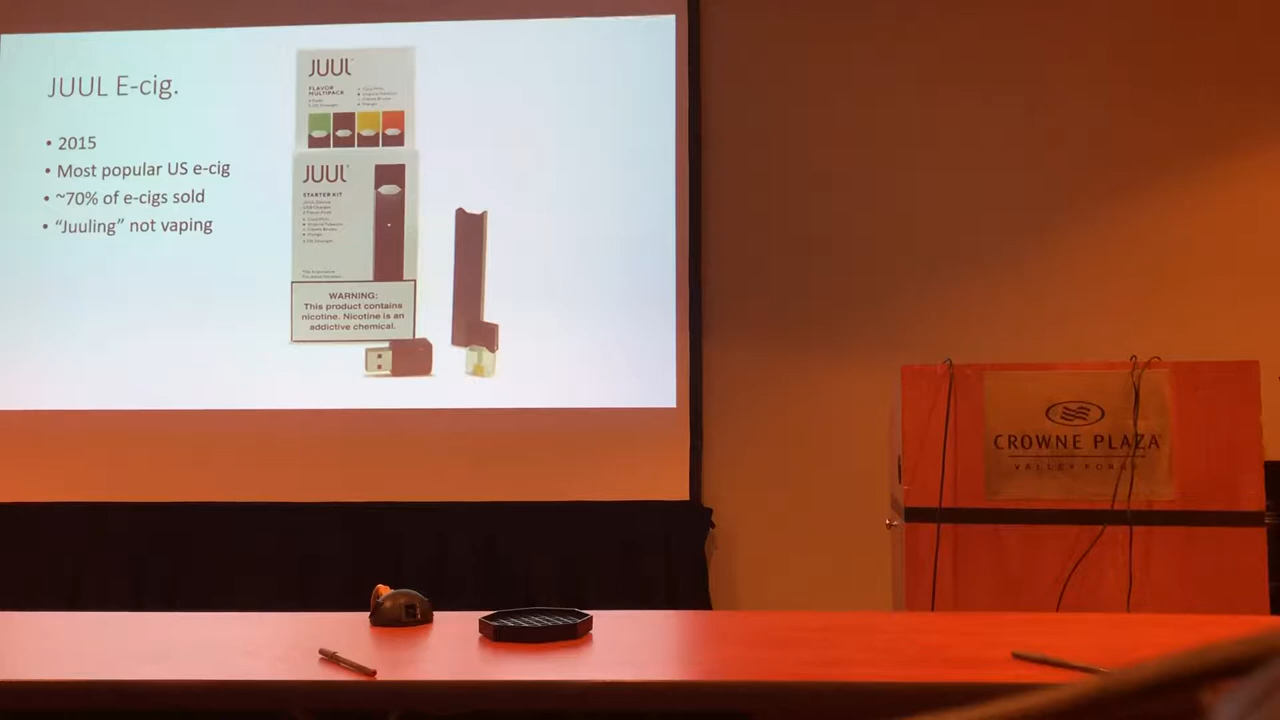 JUUL E-cig.
• 2015
• Most popular US e-cig
• ~70% of e-cigs sold
• “Juuling” not vaping
JUUL
FLAVOR
MULTIPACK
JUUL
STARTER KIT
WARNING:
This product contains
nicotine. Nicotine is an
addictive chemical.
CROWNE PLAZA
VALLEY FORGE